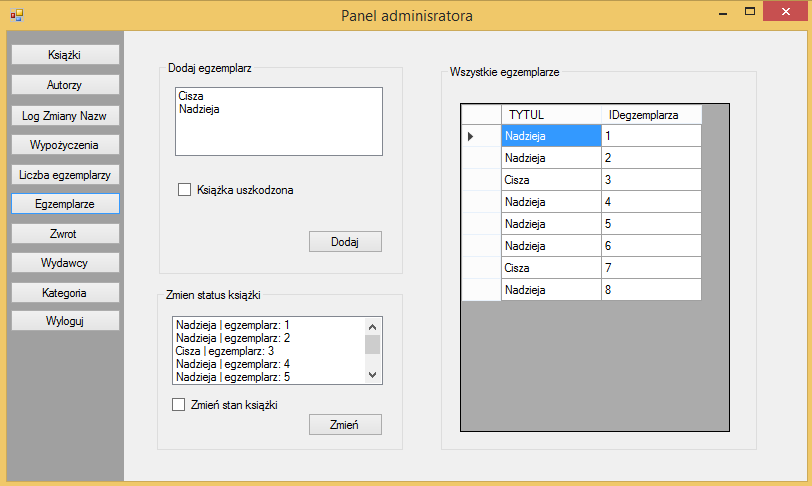 Panel adminisratora
Książki
Autorzy
Log Zmiany Nazw
Wypożyczenia
Liczba egzemplarzy
Egzemplarze
Zwrot
Wydawcy
Kategoria
Wyloguj
Dodaj egzemplarz
Cisza
Nadzieja
Książka uszkodzona
Dodaj
Zmien status książki
Nadzieja | egzemplarz: 1
Nadzieja | egzemplarz: 2
Cisza | egzemplarz: 3
Nadzieja | egzemplarz: 4
Nadzieja | egzemplarz: 5
Zmień stan książki
Zmień
Wszystkie egzemplarze
TYTUL IDegzemplarza
Nadzieja 1
Nadzieja 2
Cisza 3
Nadzieja 4
Nadzieja 5
Nadzieja 6
Cisza 7
Nadzieja 8